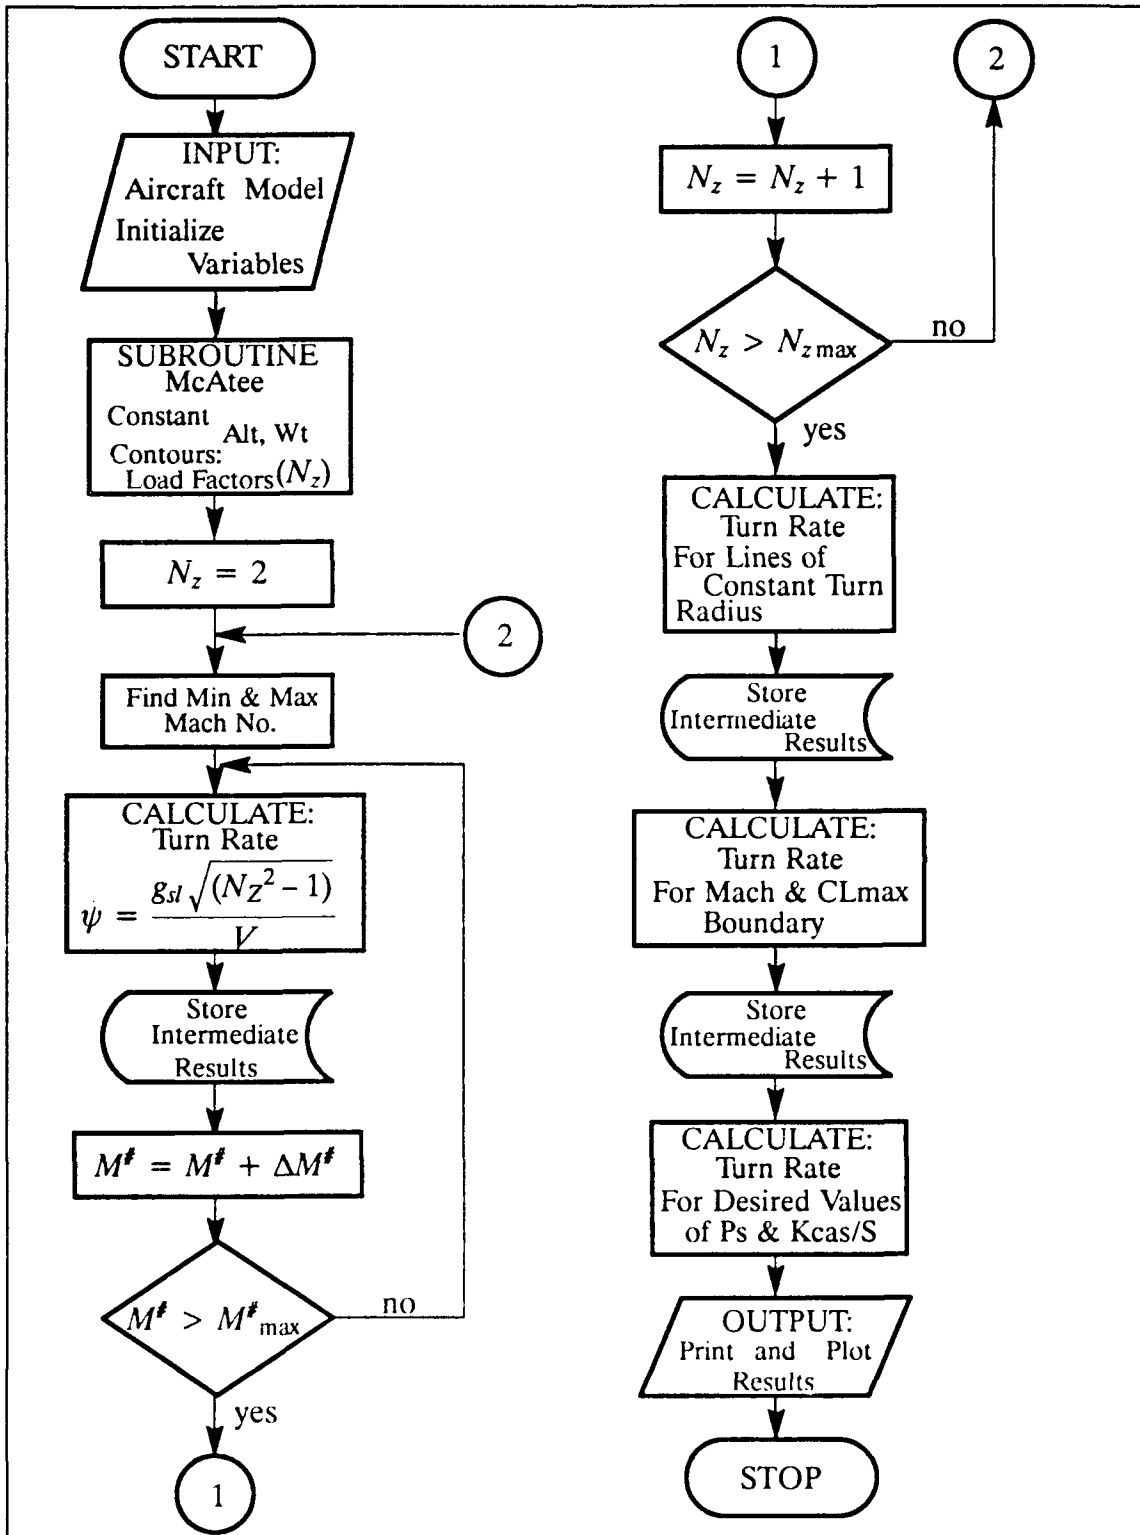 START
INPUT:
Aircraft Model
Initialize
Variables
SUBROUTINE
McAtee
Constant
Alt, Wt
Contours:
Load Factors (N_z)
N_z = 2
2
Find Min & Max
Mach No.
CALCULATE:
Turn Rate
ψ = g_sl √(N_Z² − 1) / V
Store
Intermediate
Results
M# = M# + ΔM#
M# > M#max
no
yes
1
1
2
N_z = N_z + 1
N_z > N_z max
no
yes
CALCULATE:
Turn Rate
For Lines of
Constant Turn
Radius
Store
Intermediate
Results
CALCULATE:
Turn Rate
For Mach & CLmax
Boundary
Store
Intermediate
Results
CALCULATE:
Turn Rate
For Desired Values
of Ps & Kcas/S
OUTPUT:
Print and Plot
Results
STOP